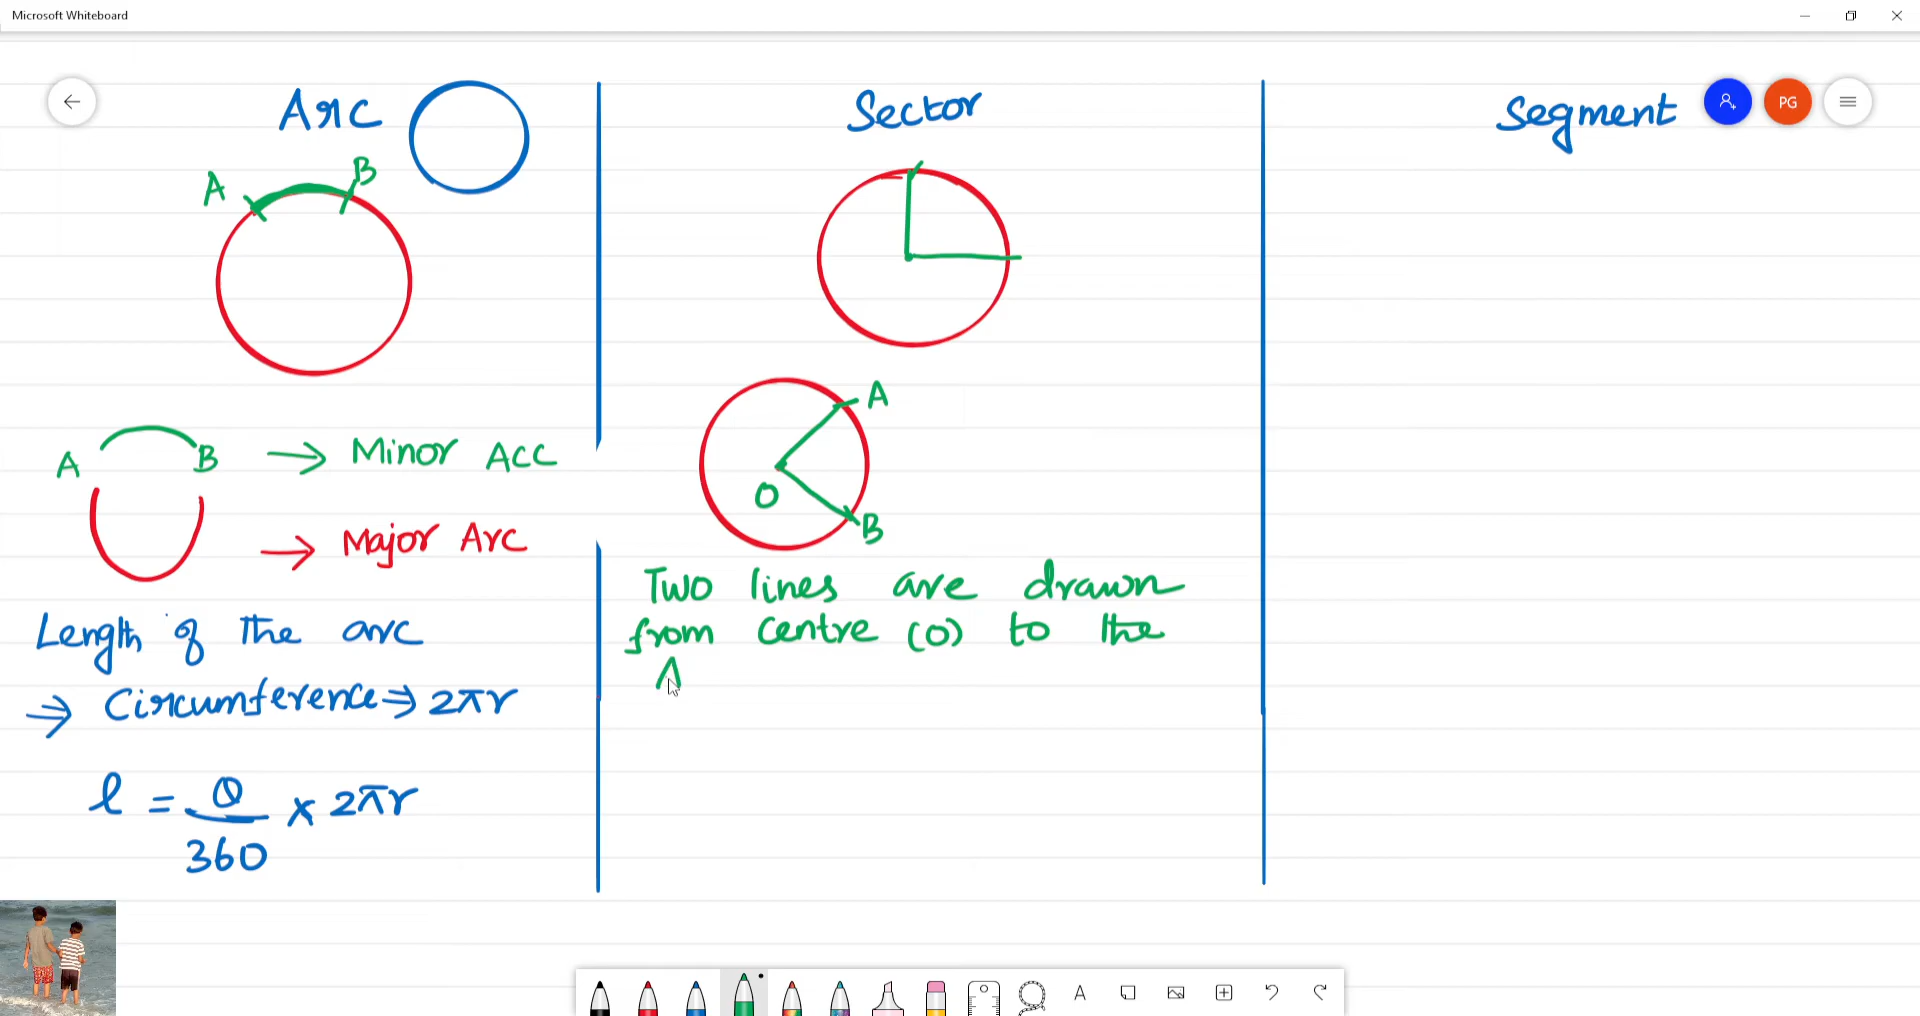 Microsoft Whiteboard
PG
Arc
A
B
A
B
→ Minor Acc
→ Major Arc
Length of the arc
⇒ Circumference ⇒ 2πr
l = θ/360 × 2πr
Sector
A
O
B
Two lines are drawn
from centre (O) to the
A
Segment
A